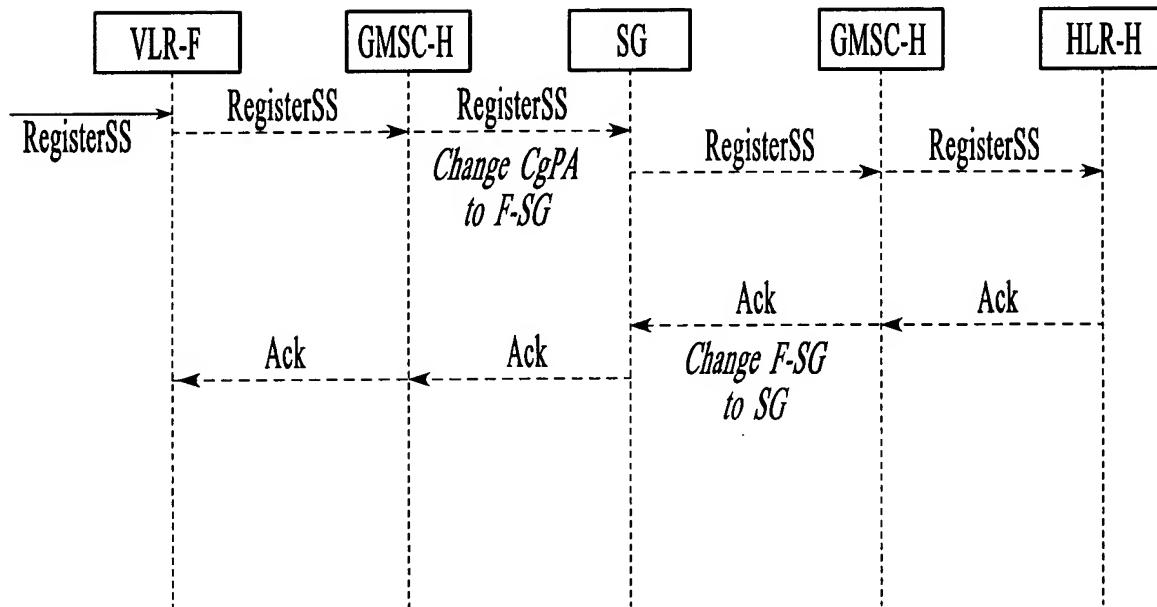 VLR-F GMSC-H SG GMSC-H HLR-H
RegisterSS RegisterSS
RegisterSS
Change CgPA
to F-SG
RegisterSS RegisterSS
Ack Ack
Ack Ack
Change F-SG
to SG